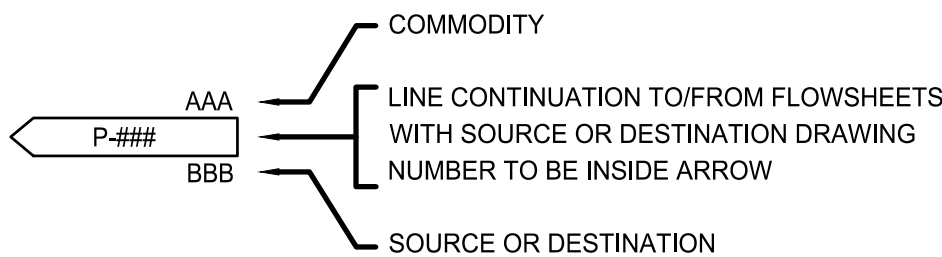 COMMODITY
AAA
LINE CONTINUATION TO/FROM FLOWSHEETS
P-###
WITH SOURCE OR DESTINATION DRAWING
BBB
NUMBER TO BE INSIDE ARROW
SOURCE OR DESTINATION